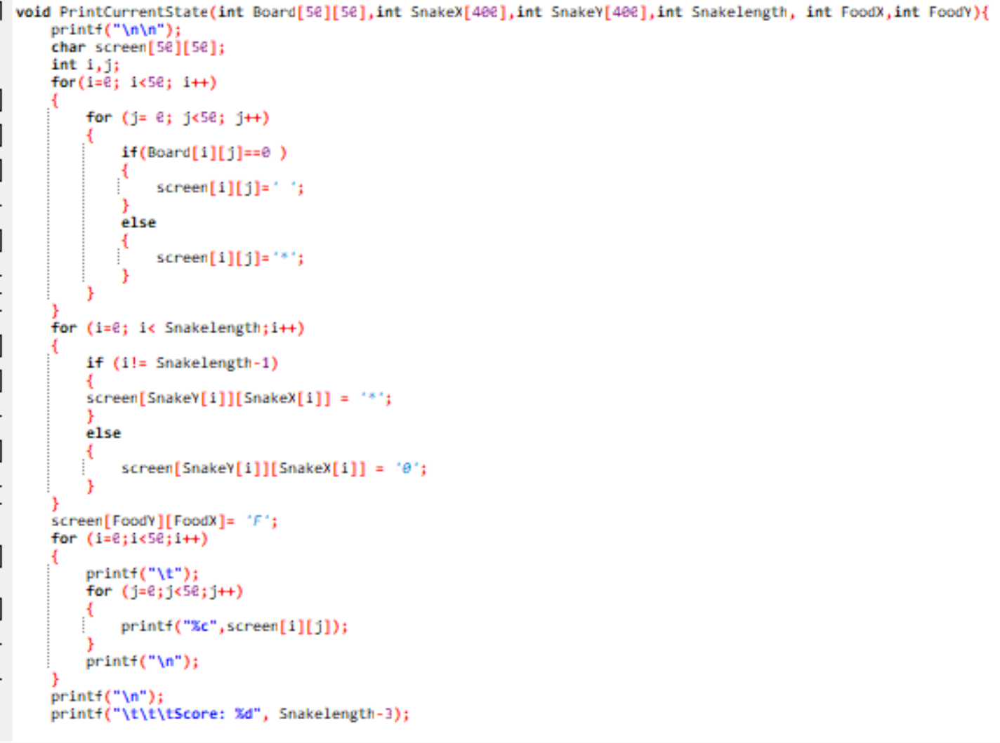 void PrintCurrentState(int Board[50][50],int SnakeX[400],int SnakeY[400],int Snakelength, int FoodX,int FoodY){
    printf("\n\n");
    char screen[50][50];
    int i,j;
    for(i=0; i<50; i++)
    {
        for (j= 0; j<50; j++)
        {
            if(Board[i][j]==0 )
            {
                screen[i][j]=' ';
            }
            else
            {
                screen[i][j]='*';
            }
        }
    }
    for (i=0; i< Snakelength;i++)
    {
        if (i!= Snakelength-1)
        {
        screen[SnakeY[i]][SnakeX[i]] = '*';
        }
        else
        {
            screen[SnakeY[i]][SnakeX[i]] = '0';
        }
    }
    screen[FoodY][FoodX]= 'F';
    for (i=0;i<50;i++)
    {
        printf("\t");
        for (j=0;j<50;j++)
        {
            printf("%c",screen[i][j]);
        }
        printf("\n");
    }
    printf("\n");
    printf("\t\t\tScore: %d", Snakelength-3);